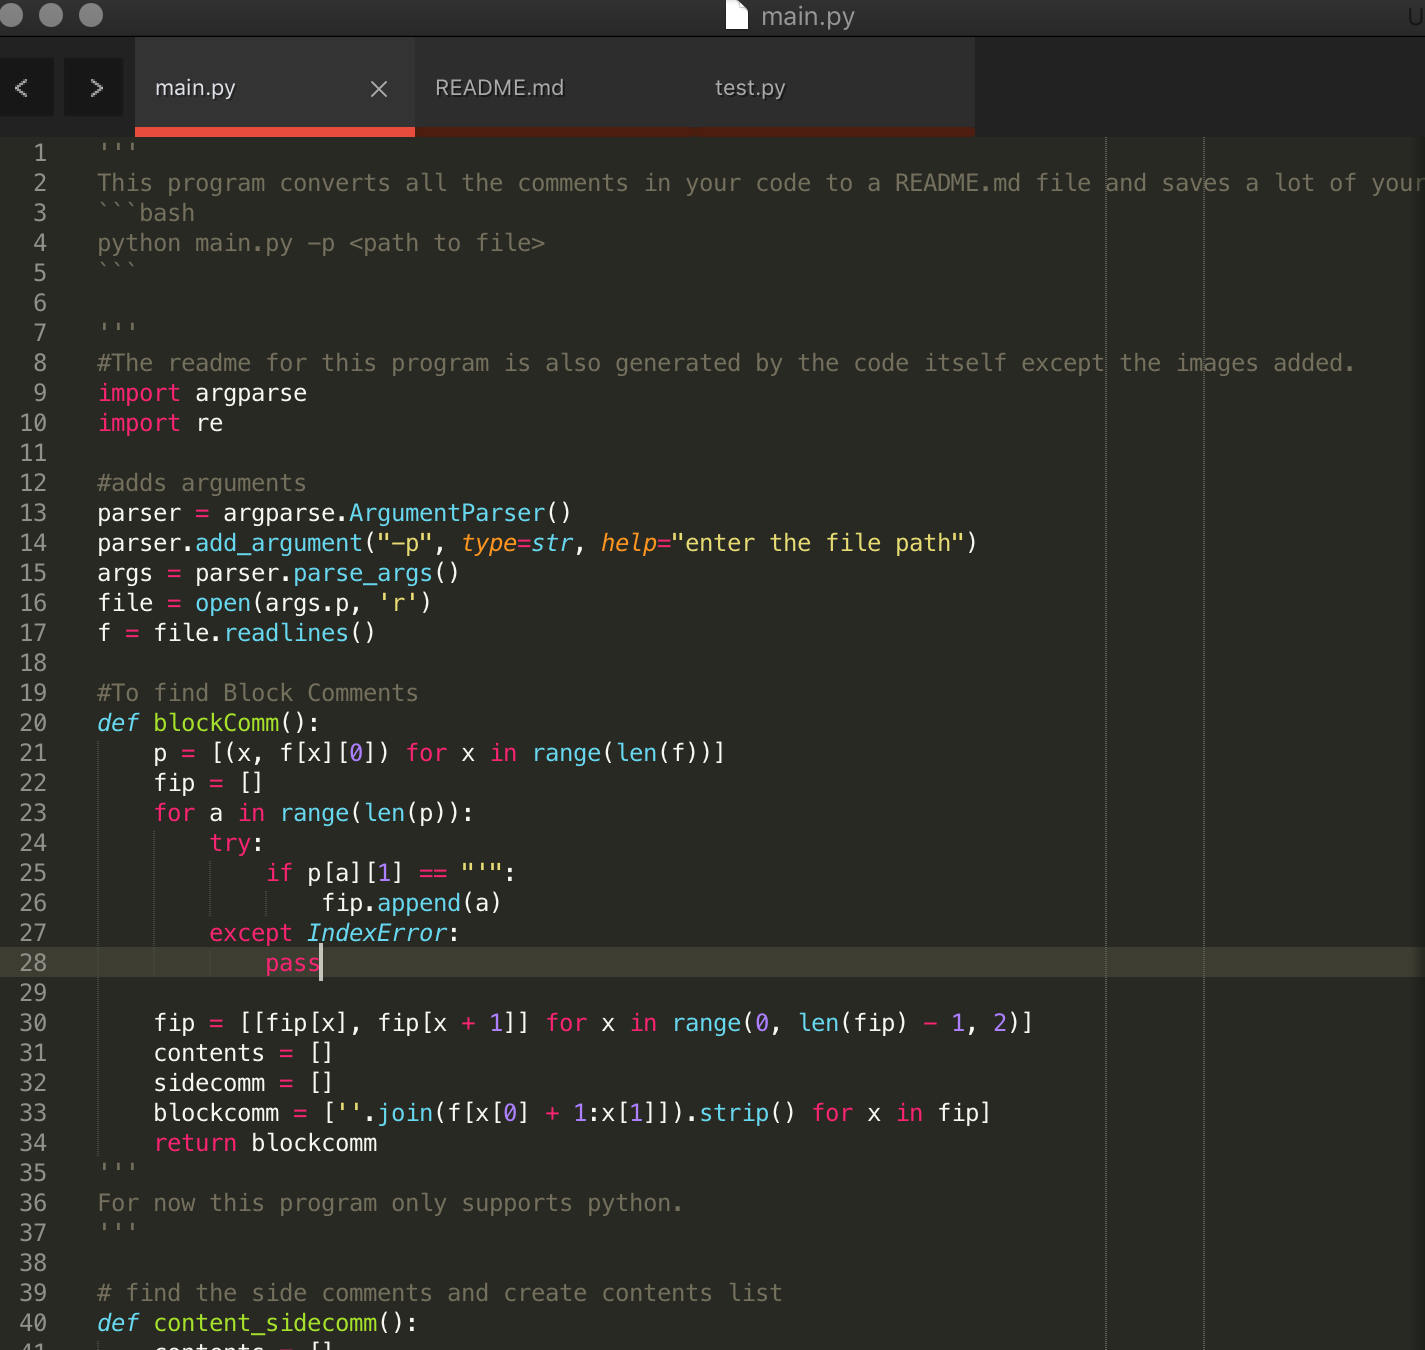 main.py
U
< > main.py × README.md test.py
1 '''
2 This program converts all the comments in your code to a README.md file and saves a lot of your
3 ```bash
4 python main.py -p <path to file>
5 ```
6
7 '''
8 #The readme for this program is also generated by the code itself except the images added.
9 import argparse
10 import re
11
12 #adds arguments
13 parser = argparse.ArgumentParser()
14 parser.add_argument("-p", type=str, help="enter the file path")
15 args = parser.parse_args()
16 file = open(args.p, 'r')
17 f = file.readlines()
18
19 #To find Block Comments
20 def blockComm():
21     p = [(x, f[x][0]) for x in range(len(f))]
22     fip = []
23     for a in range(len(p)):
24         try:
25             if p[a][1] == "'":
26                 fip.append(a)
27         except IndexError:
28             pass
29
30     fip = [[fip[x], fip[x + 1]] for x in range(0, len(fip) - 1, 2)]
31     contents = []
32     sidecomm = []
33     blockcomm = [''.join(f[x[0] + 1:x[1]]).strip() for x in fip]
34     return blockcomm
35 '''
36 For now this program only supports python.
37 '''
38
39 # find the side comments and create contents list
40 def content_sidecomm():
41     contents = []